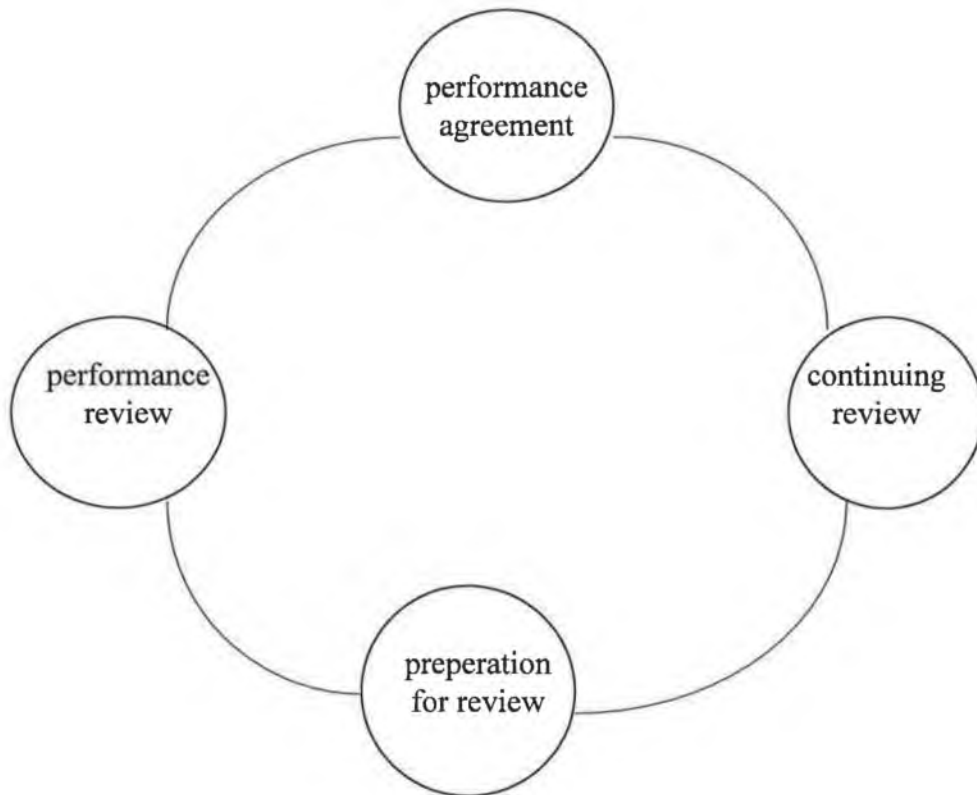 performance
agreement
performance
review
continuing
review
preperation
for review